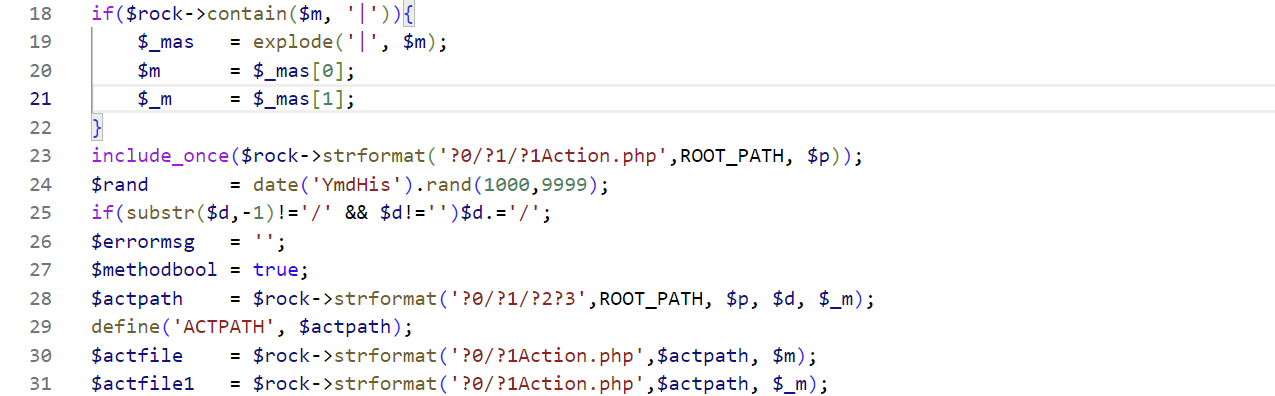 18 if($rock->contain($m, '|')){
19 $_mas = explode('|', $m);
20 $m = $_mas[0];
21 $_m = $_mas[1];
22 }
23 include_once($rock->strformat('?0/?1/?1Action.php',ROOT_PATH, $p));
24 $rand = date('YmdHis').rand(1000,9999);
25 if(substr($d,-1)!='/' && $d!='')$d.='/';
26 $errormsg = '';
27 $methodbool = true;
28 $actpath = $rock->strformat('?0/?1/?2?3',ROOT_PATH, $p, $d, $_m);
29 define('ACTPATH', $actpath);
30 $actfile = $rock->strformat('?0/?1Action.php',$actpath, $m);
31 $actfile1 = $rock->strformat('?0/?1Action.php',$actpath, $_m);